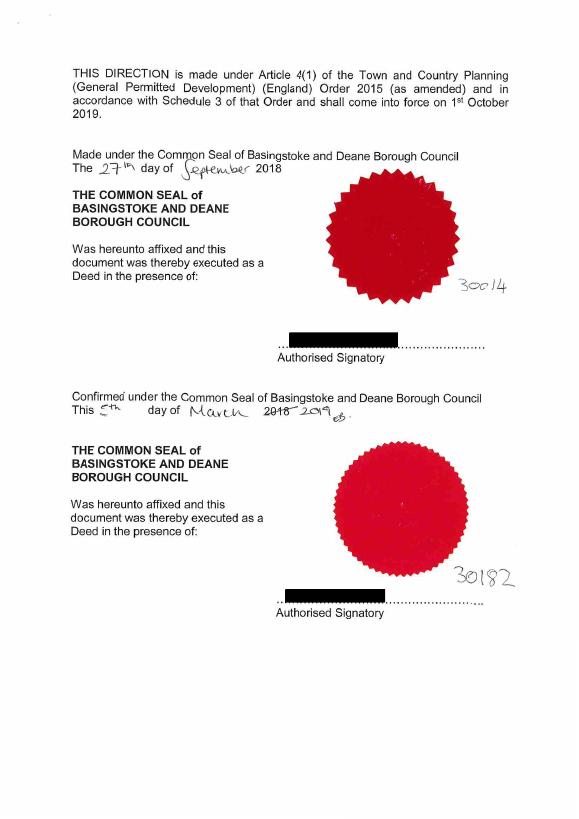 THIS DIRECTION is made under Article 4(1) of the Town and Country Planning
(General Permitted Development) (England) Order 2015 (as amended) and in
accordance with Schedule 3 of that Order and shall come into force on 1st October
2019.
Made under the Common Seal of Basingstoke and Deane Borough Council
The 27th day of September 2018
THE COMMON SEAL of
BASINGSTOKE AND DEANE
BOROUGH COUNCIL
Was hereunto affixed and this
document was thereby executed as a
Deed in the presence of:
30014
Authorised Signatory
Confirmed under the Common Seal of Basingstoke and Deane Borough Council
This 5th day of March 2018 2019
THE COMMON SEAL of
BASINGSTOKE AND DEANE
BOROUGH COUNCIL
Was hereunto affixed and this
document was thereby executed as a
Deed in the presence of:
30182
Authorised Signatory